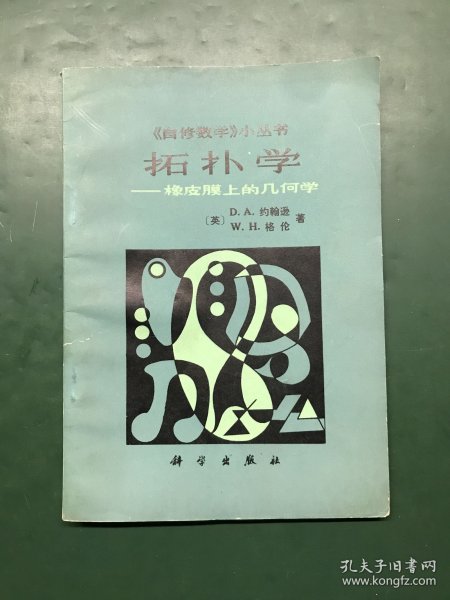 《自修数学》小丛书
拓扑学
——橡皮膜上的几何学
〔英〕D. A. 约翰逊
W. H. 格伦 著
科学出版社
孔夫子旧书网
www.kongfz.com